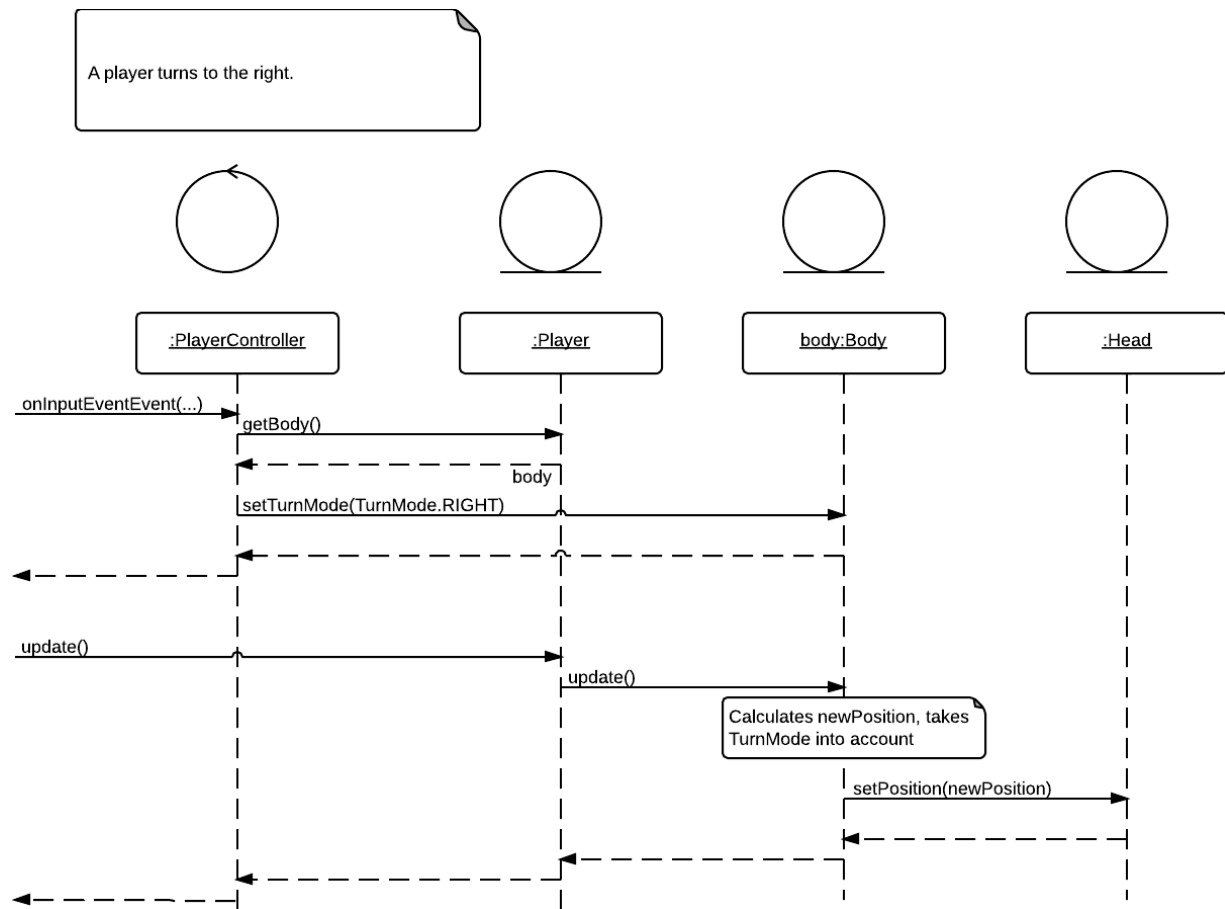 A player turns to the right.
:PlayerController
:Player
body:Body
:Head
onInputEventEvent(...)
getBody()
body
setTurnMode(TurnMode.RIGHT)
update()
update()
Calculates newPosition, takes
TurnMode into account
setPosition(newPosition)